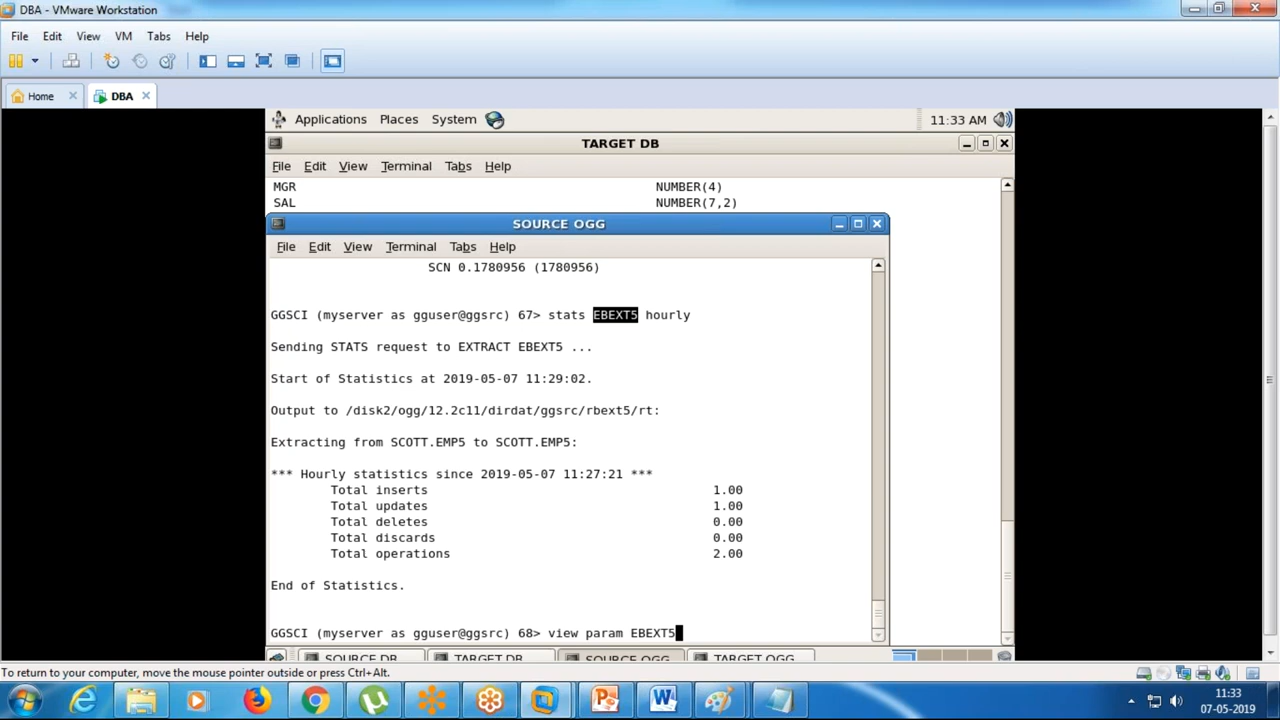 DBA - VMware Workstation
File Edit View VM Tabs Help
Home DBA
Applications Places System 11:33 AM
TARGET DB
File Edit View Terminal Tabs Help
MGR NUMBER(4)
SAL NUMBER(7,2)
SOURCE OGG
File Edit View Terminal Tabs Help
SCN 0.1780956 (1780956)
GGSCI (myserver as gguser@ggsrc) 67> stats EBEXT5 hourly
Sending STATS request to EXTRACT EBEXT5 ...
Start of Statistics at 2019-05-07 11:29:02.
Output to /disk2/ogg/12.2c11/dirdat/ggsrc/rbext5/rt:
Extracting from SCOTT.EMP5 to SCOTT.EMP5:
*** Hourly statistics since 2019-05-07 11:27:21 ***
Total inserts 1.00
Total updates 1.00
Total deletes 0.00
Total discards 0.00
Total operations 2.00
End of Statistics.
GGSCI (myserver as gguser@ggsrc) 68> view param EBEXT5
SOURCE DB TARGET DB SOURCE OGG TARGET OGG
To return to your computer, move the mouse pointer outside or press Ctrl+Alt.
11:33
07-05-2019